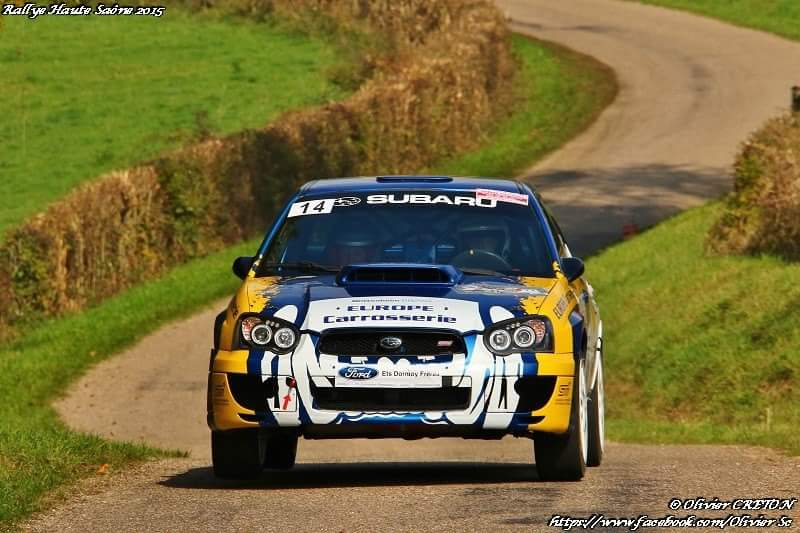 Rallye Haute Saône 2015
14 SUBARU
EUROPE
Carrosserie
STI
Ford Ets Dormoy Frères
© Olivier CRETON
https://www.facebook.com/Olivier Sc